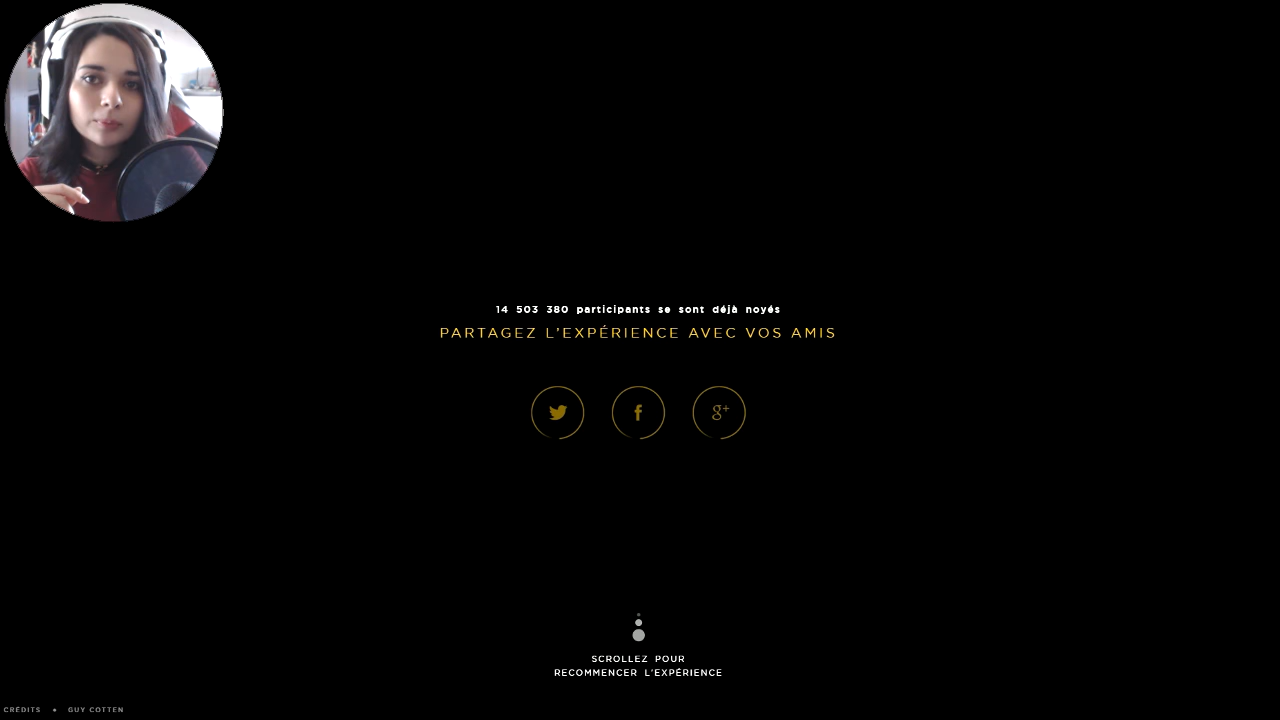 14 503 380 participants se sont déjà noyés
PARTAGEZ L'EXPÉRIENCE AVEC VOS AMIS
f
g+
SCROLLEZ POUR
RECOMMENCER L'EXPÉRIENCE
CRÉDITS • GUY COTTEN